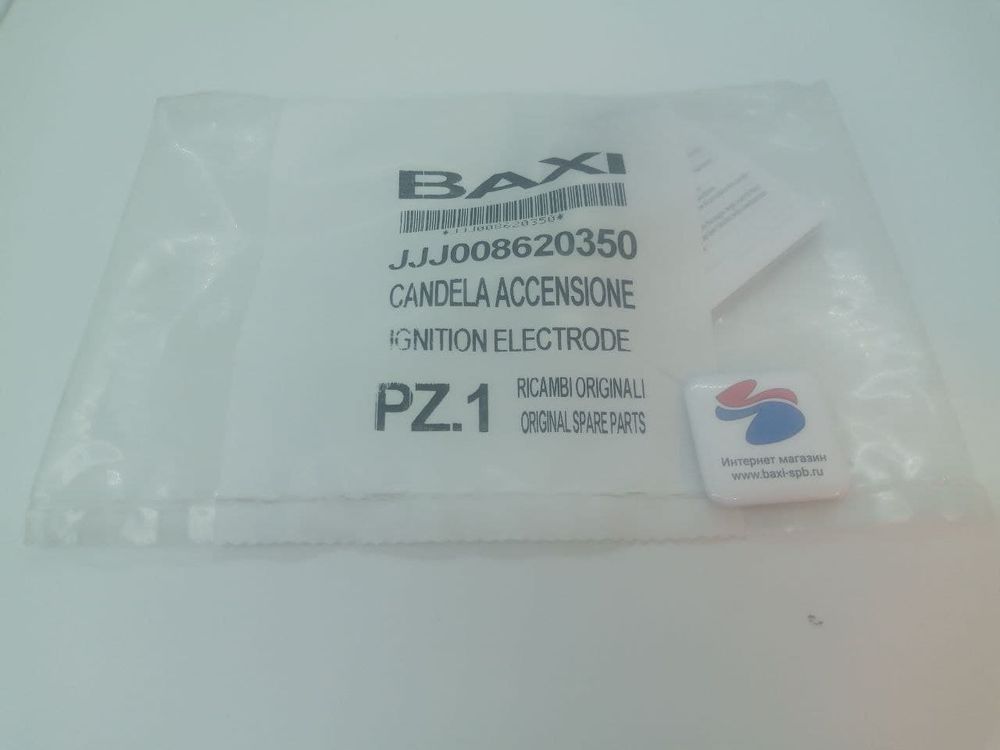 BAXI
*JJJ008620350*
JJJ008620350
CANDELA ACCENSIONE
IGNITION ELECTRODE
PZ.1
RICAMBI ORIGINALI
ORIGINAL SPARE PARTS
Интернет магазин
www.baxi-spb.ru